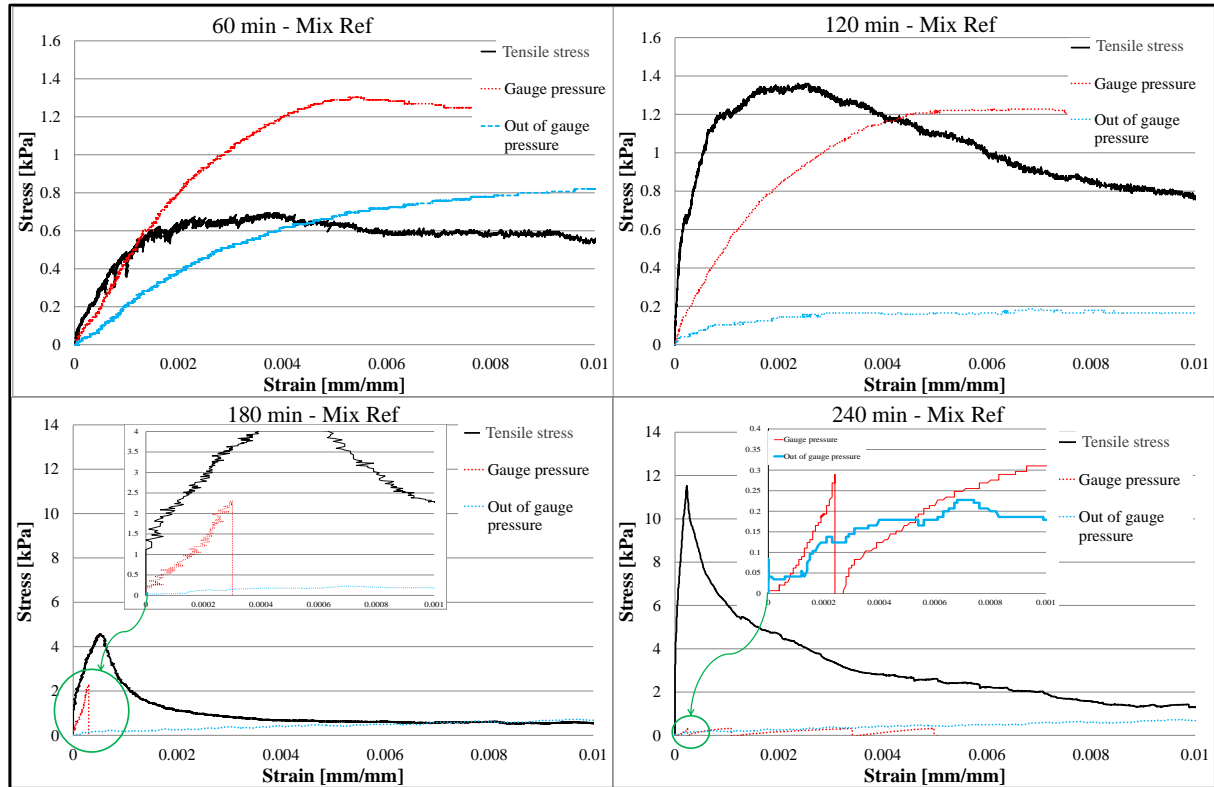 60 min - Mix Ref
1.6
1.4
1.2
1
0.8
0.6
0.4
0.2
0
Stress [kPa]
0 0.002 0.004 0.006 0.008 0.01
Strain [mm/mm]
Tensile stress
Gauge pressure
Out of gauge
pressure
120 min - Mix Ref
1.6
1.4
1.2
1
0.8
0.6
0.4
0.2
0
Stress [kPa]
0 0.002 0.004 0.006 0.008 0.01
Strain [mm/mm]
Tensile stress
Gauge pressure
Out of gauge
pressure
180 min - Mix Ref
14
12
10
8
6
4
2
0
Stress [kPa]
0 0.002 0.004 0.006 0.008 0.01
Strain [mm/mm]
Tensile stress
Gauge pressure
Out of gauge
pressure
4
3.5
3
2.5
2
1.5
1
0.5
0
0 0.0002 0.0004 0.0006 0.0008 0.001
240 min - Mix Ref
14
12
10
8
6
4
2
0
Stress [kPa]
0 0.002 0.004 0.006 0.008 0.01
Strain [mm/mm]
Tensile stress
Gauge pressure
Out of gauge
pressure
0.4
0.35
0.3
0.25
0.2
0.15
0.1
0.05
0
0 0.0002 0.0004 0.0006 0.0008 0.001
Gauge pressure
Out of gauge pressure